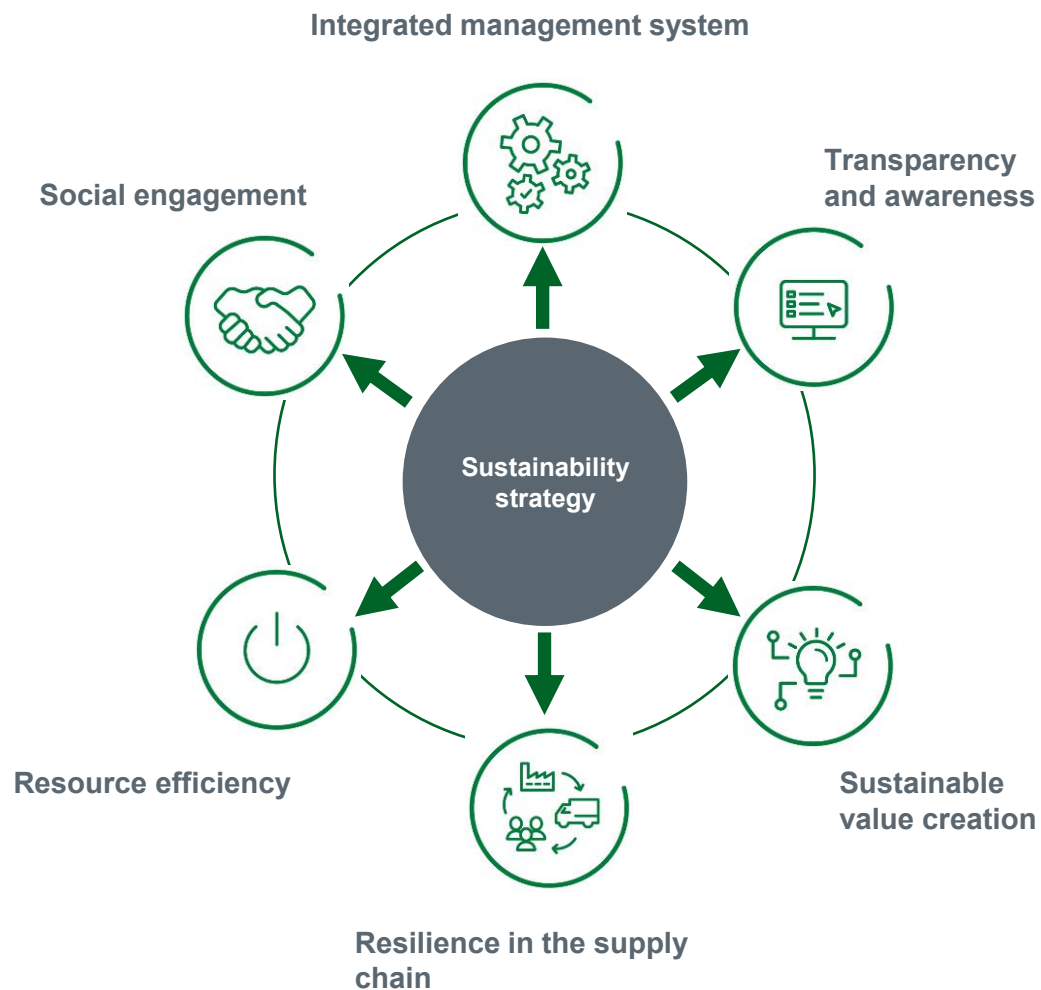 Integrated management system
Transparency
and awareness
Social engagement
Sustainability
strategy
Resource efficiency
Sustainable
value creation
Resilience in the supply
chain